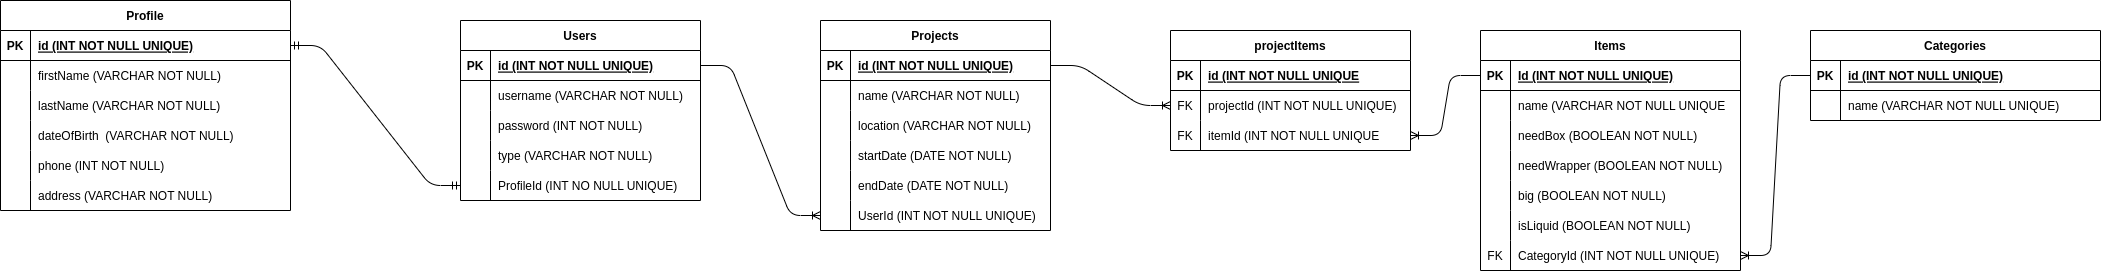 Profile
PK id (INT NOT NULL UNIQUE)
firstName (VARCHAR NOT NULL)
lastName (VARCHAR NOT NULL)
dateOfBirth  (VARCHAR NOT NULL)
phone (INT NOT NULL)
address (VARCHAR NOT NULL)
Users
PK id (INT NOT NULL UNIQUE)
username (VARCHAR NOT NULL)
password (INT NOT NULL)
type (VARCHAR NOT NULL)
ProfileId (INT NO NULL UNIQUE)
Projects
PK id (INT NOT NULL UNIQUE)
name (VARCHAR NOT NULL)
location (VARCHAR NOT NULL)
startDate (DATE NOT NULL)
endDate (DATE NOT NULL)
UserId (INT NOT NULL UNIQUE)
projectItems
PK id (INT NOT NULL UNIQUE
FK projectId (INT NOT NULL UNIQUE)
FK itemId (INT NOT NULL UNIQUE
Items
PK Id (INT NOT NULL UNIQUE)
name (VARCHAR NOT NULL UNIQUE
needBox (BOOLEAN NOT NULL)
needWrapper (BOOLEAN NOT NULL)
big (BOOLEAN NOT NULL)
isLiquid (BOOLEAN NOT NULL)
FK CategoryId (INT NOT NULL UNIQUE)
Categories
PK id (INT NOT NULL UNIQUE)
name (VARCHAR NOT NULL UNIQUE)